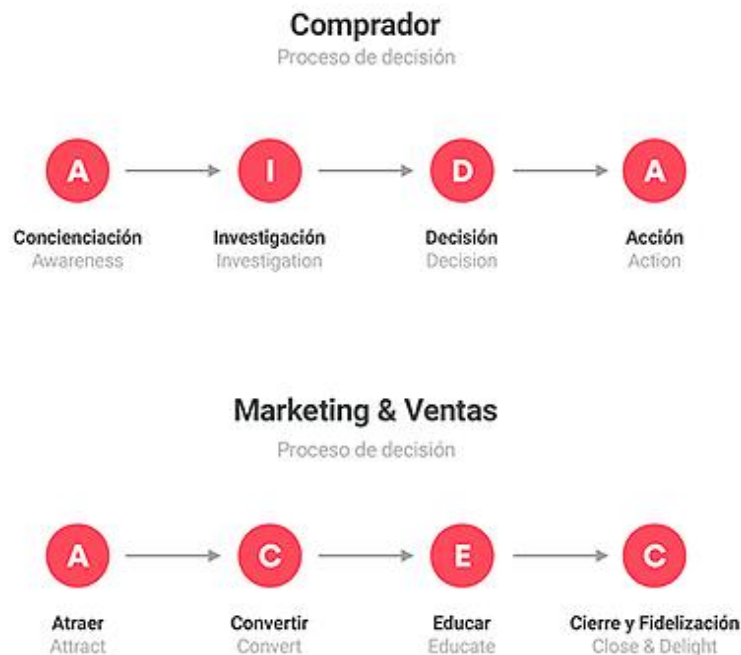 Comprador
Proceso de decisión
A I D A
Concienciación Investigación Decisión Acción
Awareness Investigation Decision Action
Marketing & Ventas
Proceso de decisión
A C E C
Atraer Convertir Educar Cierre y Fidelización
Attract Convert Educate Close & Delight